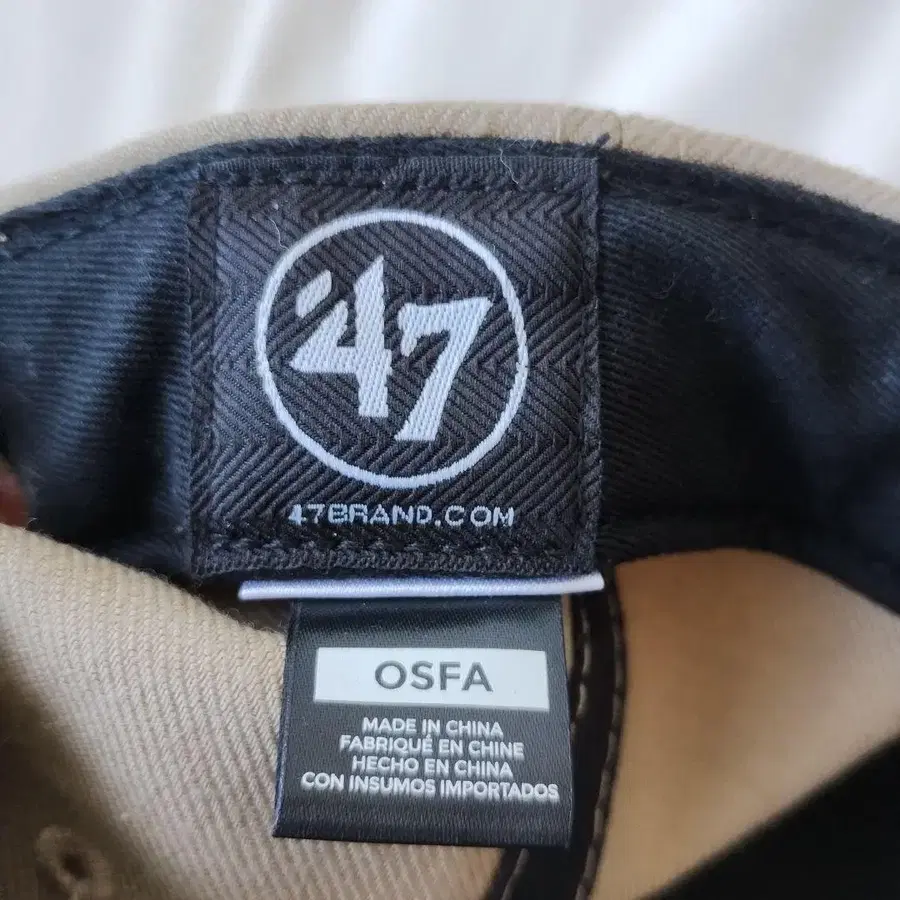 '47
47BRAND.COM
OSFA
MADE IN CHINA
FABRIQUÉ EN CHINE
HECHO EN CHINA
CON INSUMOS IMPORTADOS